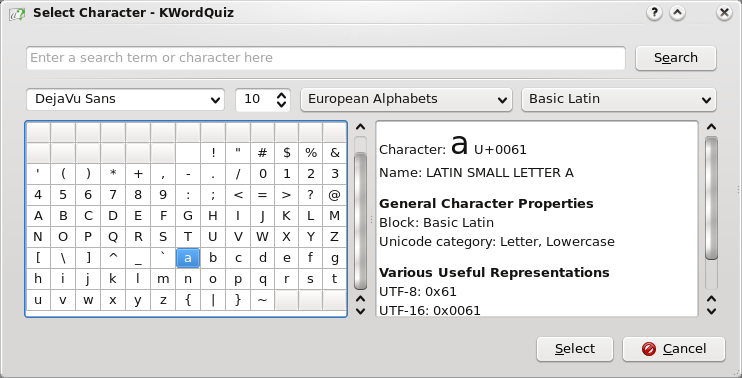 Select Character - KWordQuiz
Enter a search term or character here
Search
DejaVu Sans 10 European Alphabets Basic Latin
! " # $ % &
' ( ) * + , - . / 0 1 2 3
4 5 6 7 8 9 : ; < = > ? @
A B C D E F G H I J K L M
N O P Q R S T U V W X Y Z
[ \ ] ^ _ ` a b c d e f g
h i j k l m n o p q r s t
u v w x y z { | } ~
Character: a U+0061
Name: LATIN SMALL LETTER A
General Character Properties
Block: Basic Latin
Unicode category: Letter, Lowercase
Various Useful Representations
UTF-8: 0x61
UTF-16: 0x0061
Select Cancel